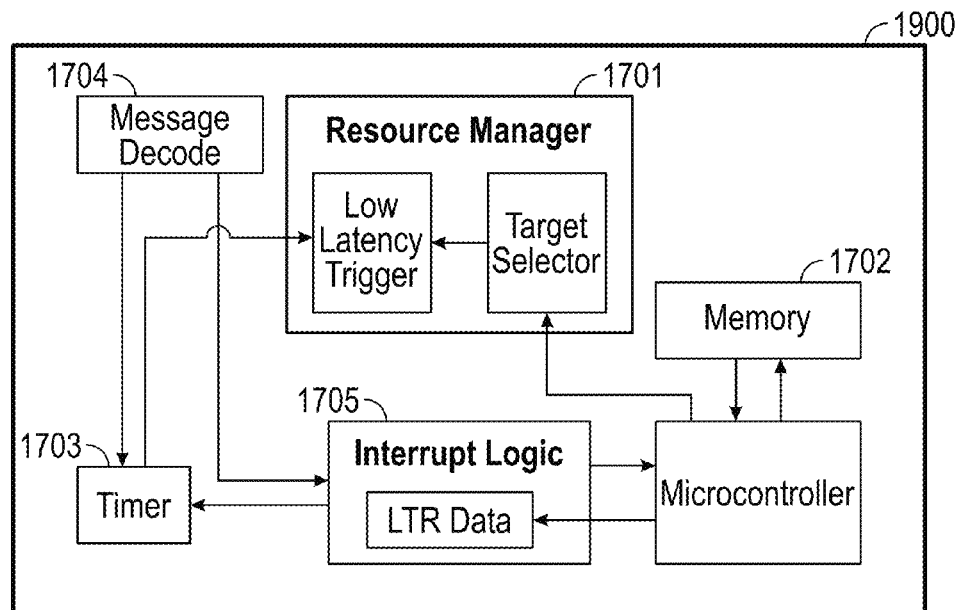 1900
1704
1701
Message
Decode
Resource Manager
Low
Latency
Trigger
Target
Selector
1702
Memory
1705
1703
Interrupt Logic
Timer
LTR Data
Microcontroller